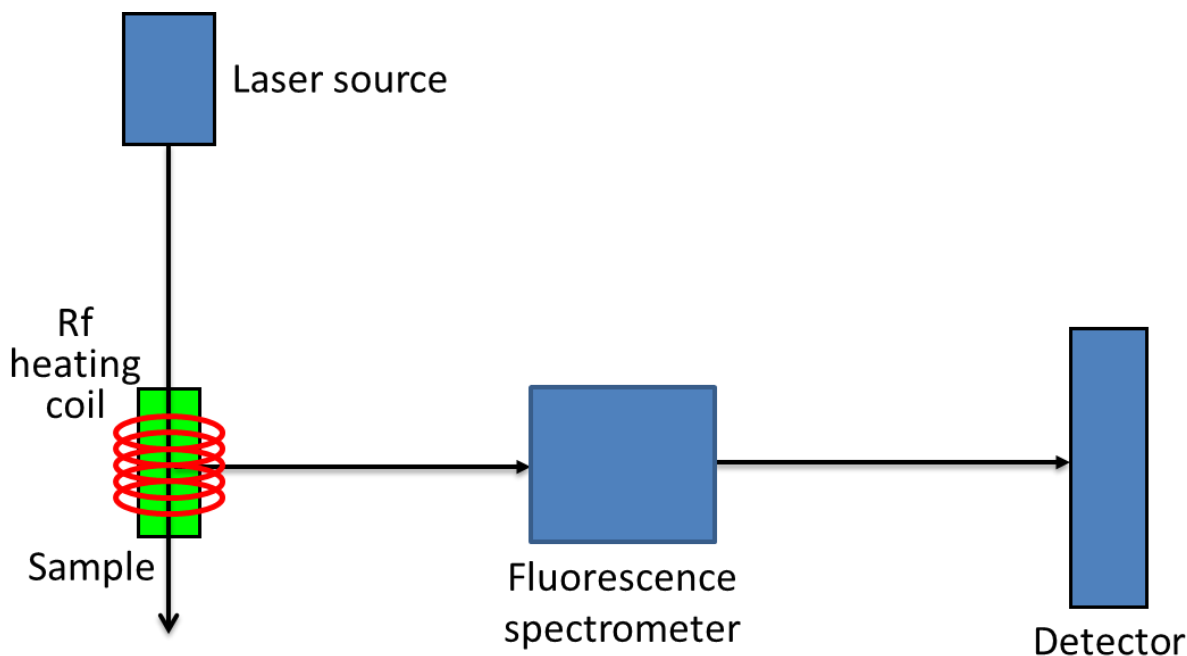 Laser source
Rf
heating
coil
Sample
Fluorescence
spectrometer
Detector